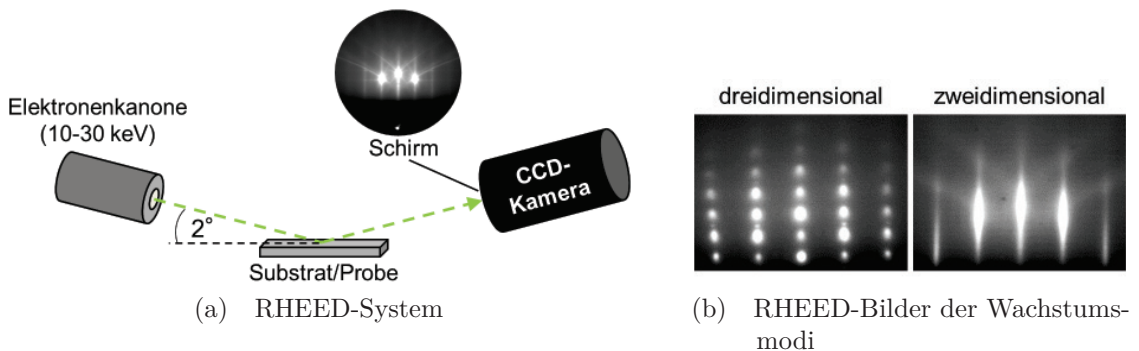 Elektronenkanone
(10-30 keV)
2°
Substrat/Probe
Schirm
CCD-
Kamera
(a) RHEED-System
dreidimensional
zweidimensional
(b) RHEED-Bilder der Wachstums-
modi